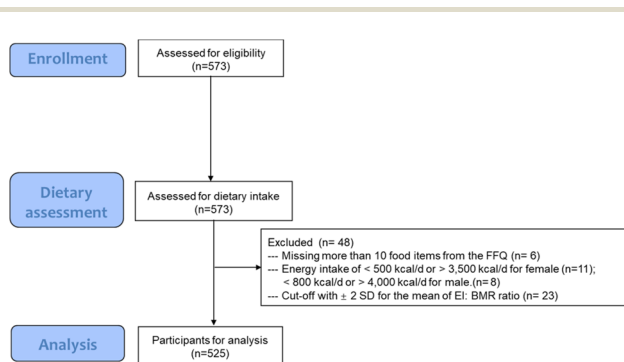 Enrollment
Assessed for eligibility
(n=573)
Dietary
assessment
Assessed for dietary intake
(n=573)
Excluded (n= 48)
--- Missing more than 10 food items from the FFQ (n= 6)
--- Energy intake of < 500 kcal/d or > 3,500 kcal/d for female (n=11);
< 800 kcal/d or > 4,000 kcal/d for male.(n= 8)
--- Cut-off with ± 2 SD for the mean of EI: BMR ratio (n= 23)
Analysis
Participants for analysis
(n=525)